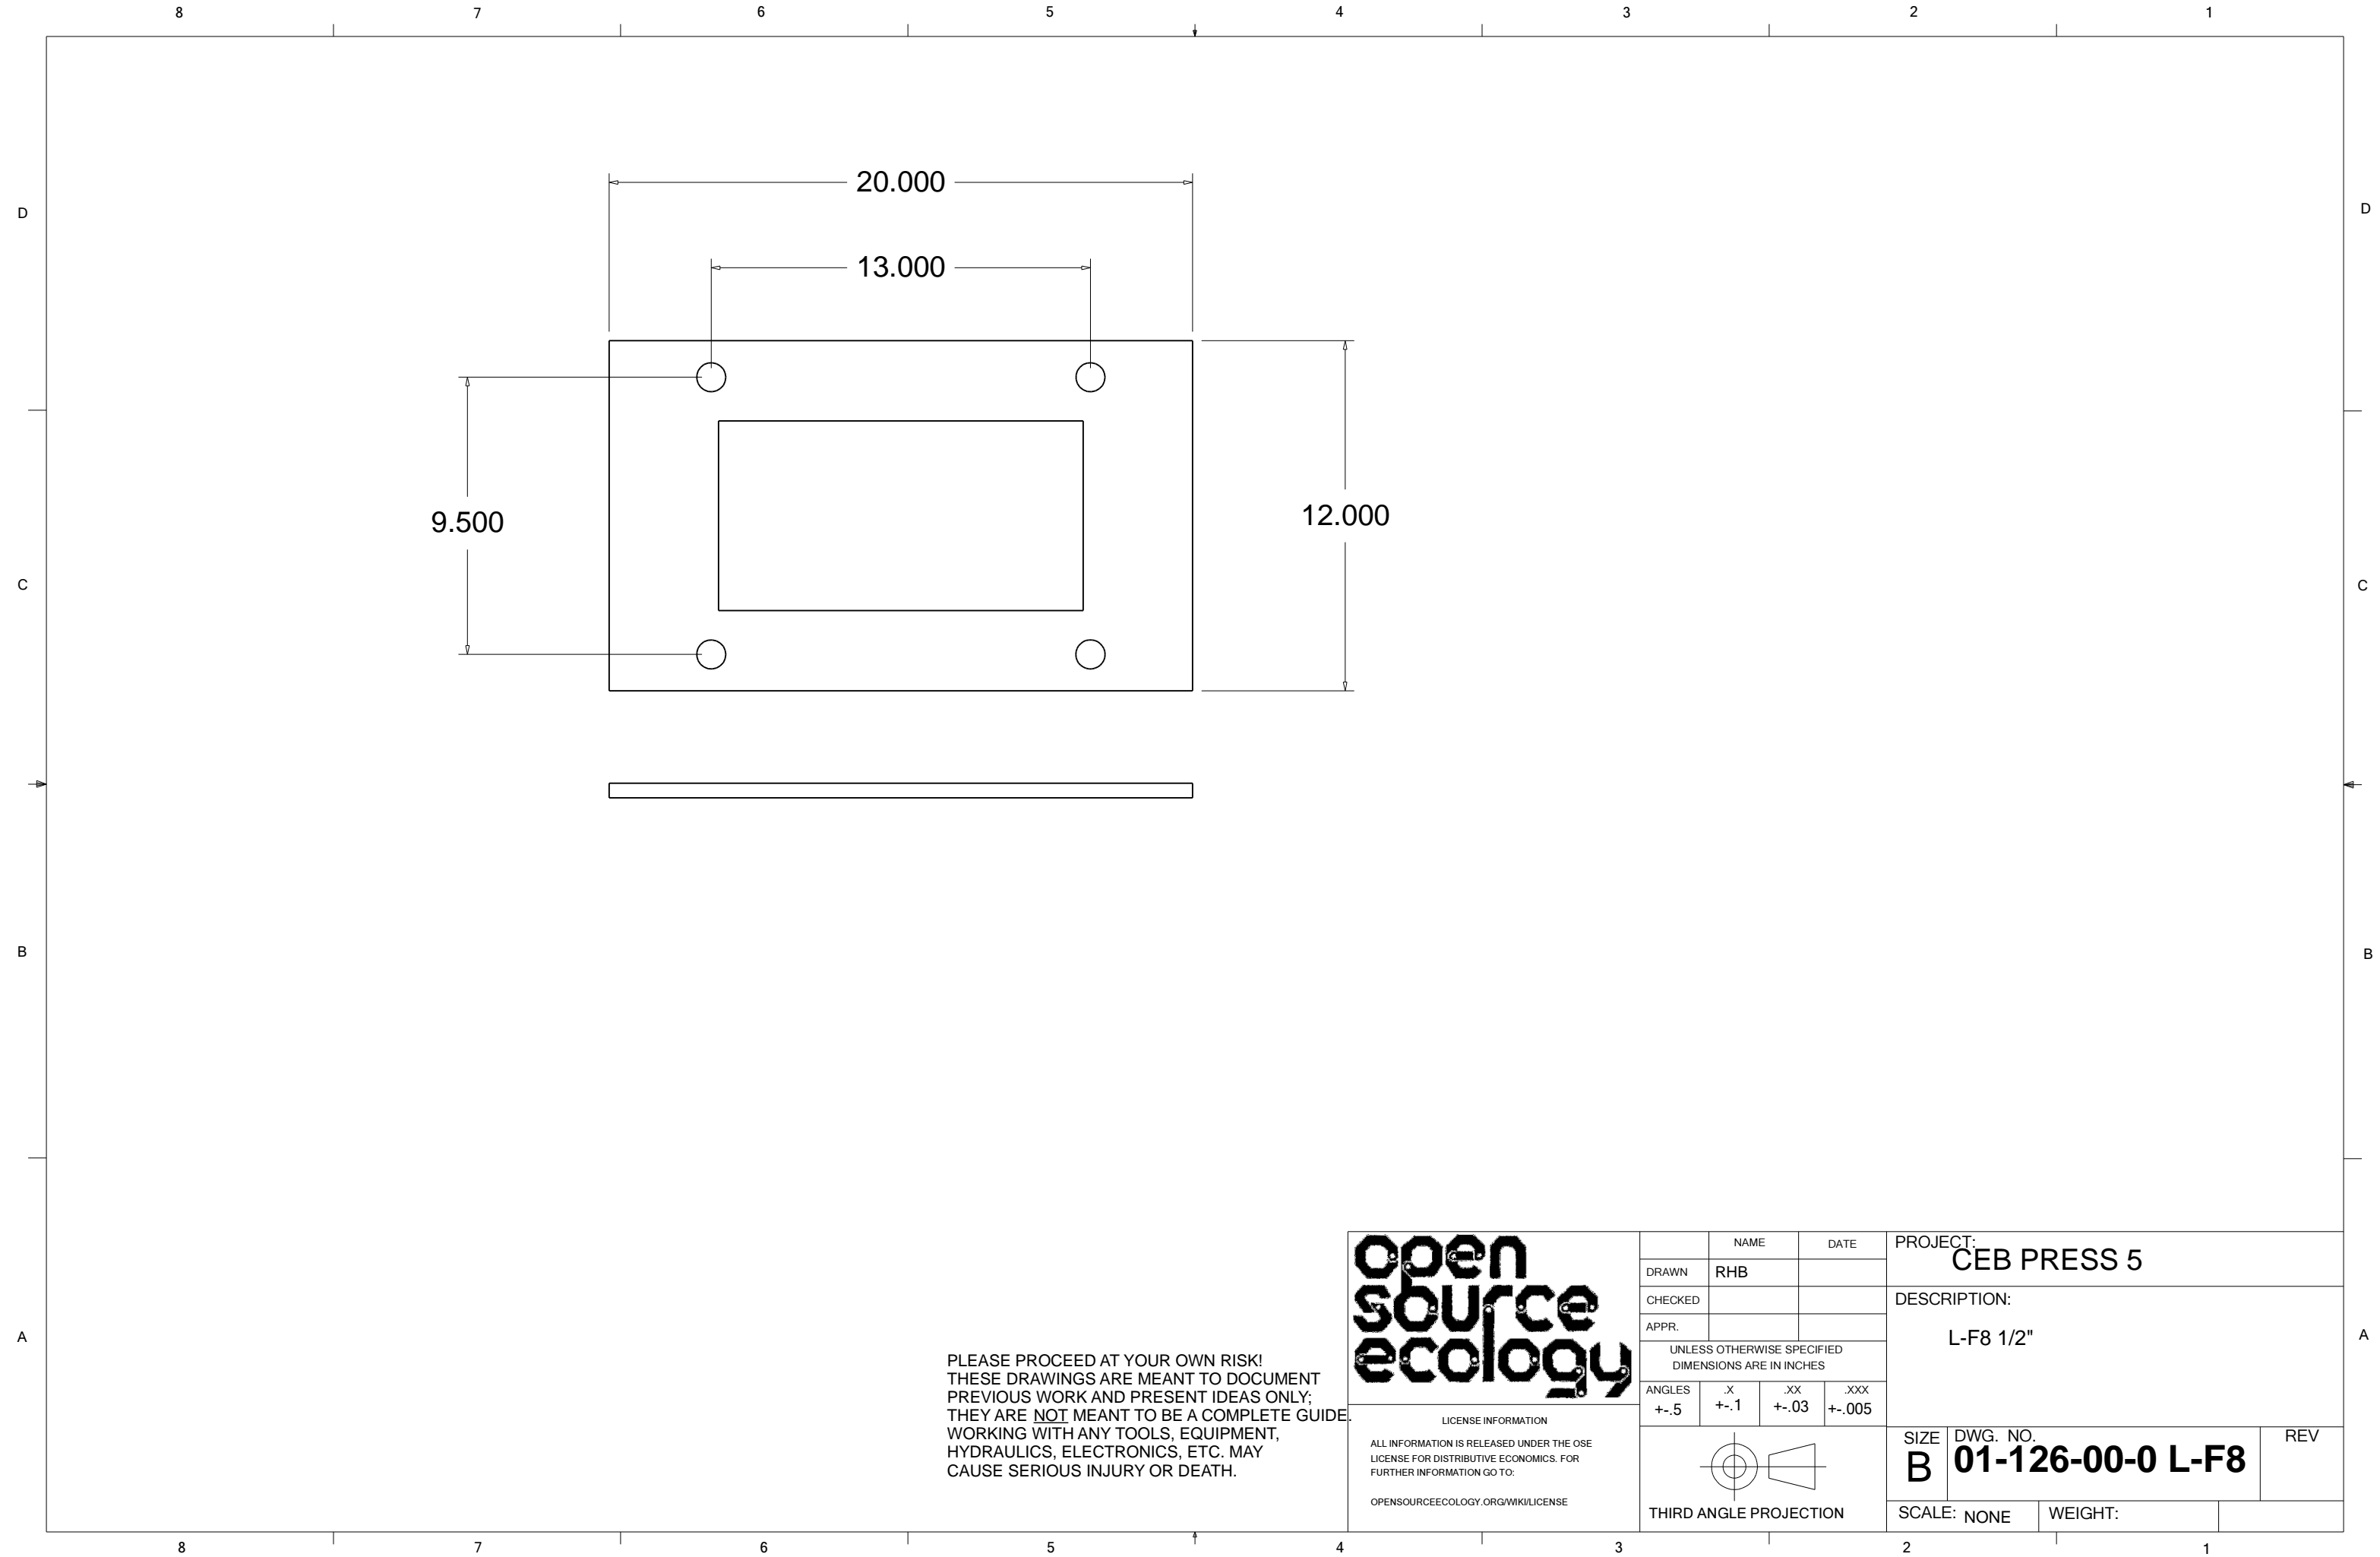 8 7 6 5 4 3 2 1
20.000
D D
13.000
9.500
12.000
C C
B B
A A
PLEASE PROCEED AT YOUR OWN RISK!
THESE DRAWINGS ARE MEANT TO DOCUMENT
PREVIOUS WORK AND PRESENT IDEAS ONLY;
THEY ARE NOT MEANT TO BE A COMPLETE GUIDE.
WORKING WITH ANY TOOLS, EQUIPMENT,
HYDRAULICS, ELECTRONICS, ETC. MAY
CAUSE SERIOUS INJURY OR DEATH.
open
source
ecology
LICENSE INFORMATION
ALL INFORMATION IS RELEASED UNDER THE OSE
LICENSE FOR DISTRIBUTIVE ECONOMICS. FOR
FURTHER INFORMATION GO TO:
OPENSOURCEECOLOGY.ORG/WIKI/LICENSE
NAME DATE
DRAWN RHB
CHECKED
APPR.
UNLESS OTHERWISE SPECIFIED
DIMENSIONS ARE IN INCHES
ANGLES .X .XX .XXX
+-.5 +-.1 +-.03 +-.005
THIRD ANGLE PROJECTION
PROJECT:
CEB PRESS 5
DESCRIPTION:
L-F8 1/2"
SIZE DWG. NO. REV
B 01-126-00-0 L-F8
SCALE: NONE WEIGHT:
8 7 6 5 4 3 2 1